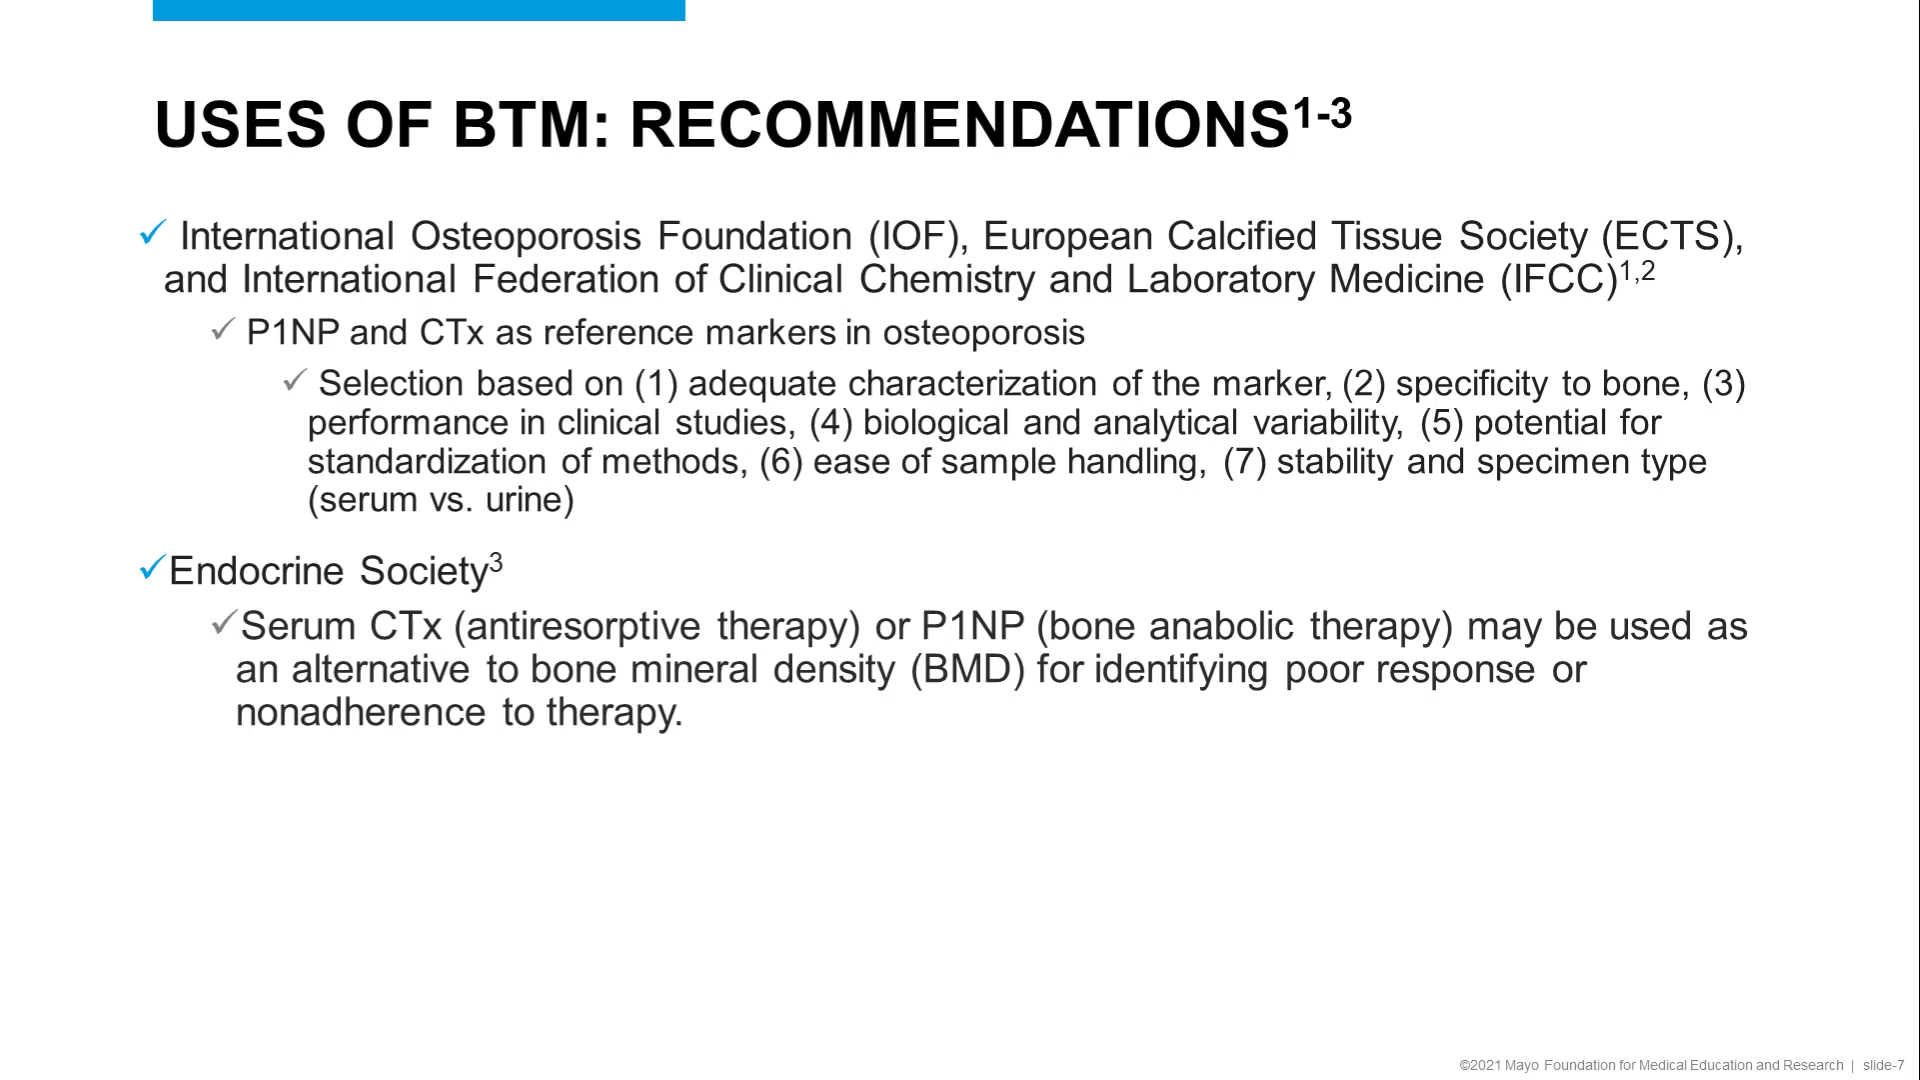 USES OF BTM: RECOMMENDATIONS1-3
✓ International Osteoporosis Foundation (IOF), European Calcified Tissue Society (ECTS),
and International Federation of Clinical Chemistry and Laboratory Medicine (IFCC)1,2
✓ P1NP and CTx as reference markers in osteoporosis
✓ Selection based on (1) adequate characterization of the marker, (2) specificity to bone, (3)
performance in clinical studies, (4) biological and analytical variability, (5) potential for
standardization of methods, (6) ease of sample handling, (7) stability and specimen type
(serum vs. urine)
✓Endocrine Society3
✓Serum CTx (antiresorptive therapy) or P1NP (bone anabolic therapy) may be used as
an alternative to bone mineral density (BMD) for identifying poor response or
nonadherence to therapy.
©2021 Mayo Foundation for Medical Education and Research | slide-7